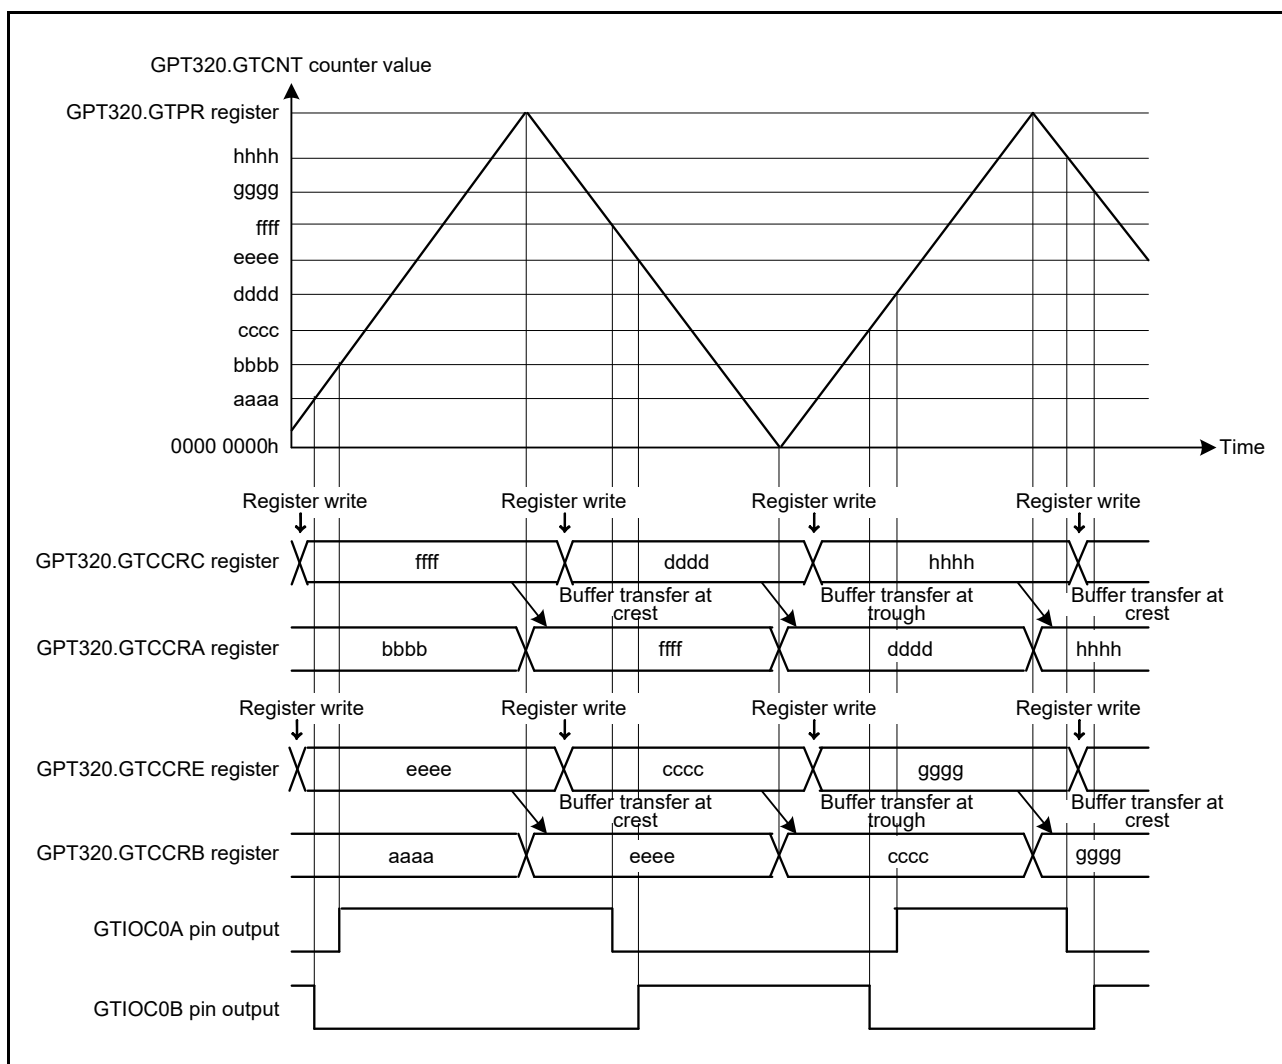 GPT320.GTCNT counter value
GPT320.GTPR register
hhhh
gggg
ffff
eeee
dddd
cccc
bbbb
aaaa
0000 0000h
Time
Register write Register write Register write Register write
GPT320.GTCCRC register ffff dddd hhhh
Buffer transfer at Buffer transfer at Buffer transfer at
crest trough crest
GPT320.GTCCRA register bbbb ffff dddd hhhh
Register write Register write Register write Register write
GPT320.GTCCRE register eeee cccc gggg
Buffer transfer at Buffer transfer at Buffer transfer at
crest trough crest
GPT320.GTCCRB register aaaa eeee cccc gggg
GTIOC0A pin output
GTIOC0B pin output